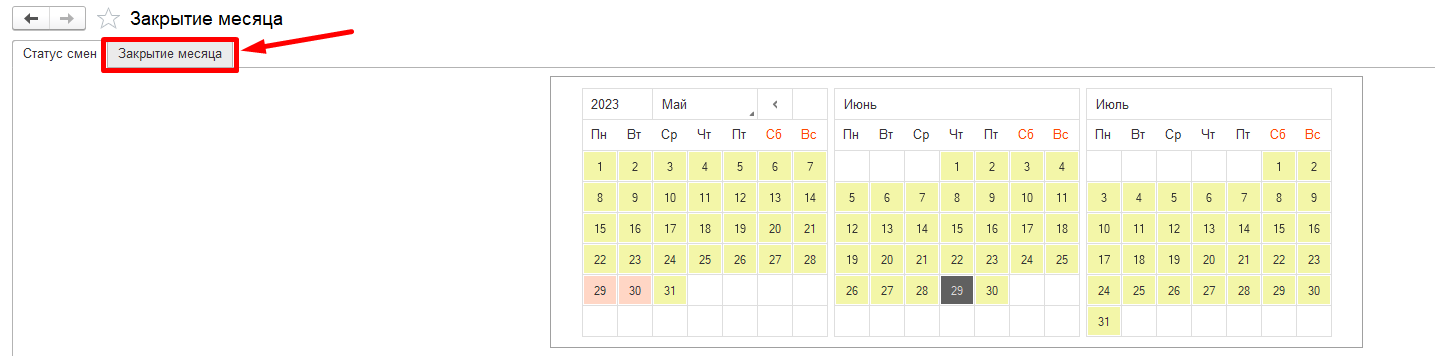 Закрытие месяца
Статус смен Закрытие месяца
2023 Май Июнь Июль
Пн Вт Ср Чт Пт Сб Вс Пн Вт Ср Чт Пт Сб Вс Пн Вт Ср Чт Пт Сб Вс
1 2 3 4 5 6 7 1 2 3 4 1 2
8 9 10 11 12 13 14 5 6 7 8 9 10 11 3 4 5 6 7 8 9
15 16 17 18 19 20 21 12 13 14 15 16 17 18 10 11 12 13 14 15 16
22 23 24 25 26 27 28 19 20 21 22 23 24 25 17 18 19 20 21 22 23
29 30 31 26 27 28 29 30 24 25 26 27 28 29 30
31